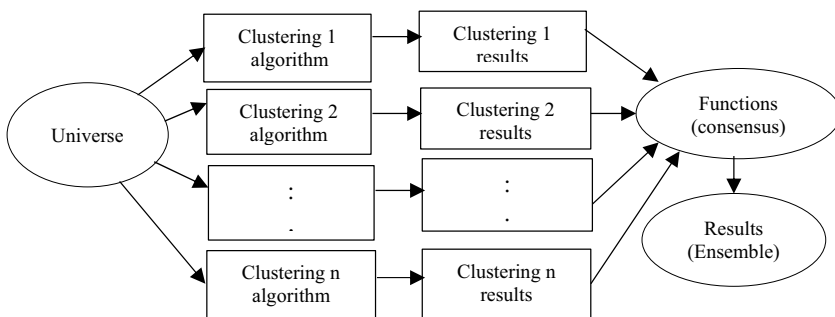 Universe
Clustering 1
algorithm
Clustering 1
results
Clustering 2
algorithm
Clustering 2
results
:
.
:
.
Clustering n
algorithm
Clustering n
results
Functions
(consensus)
Results
(Ensemble)